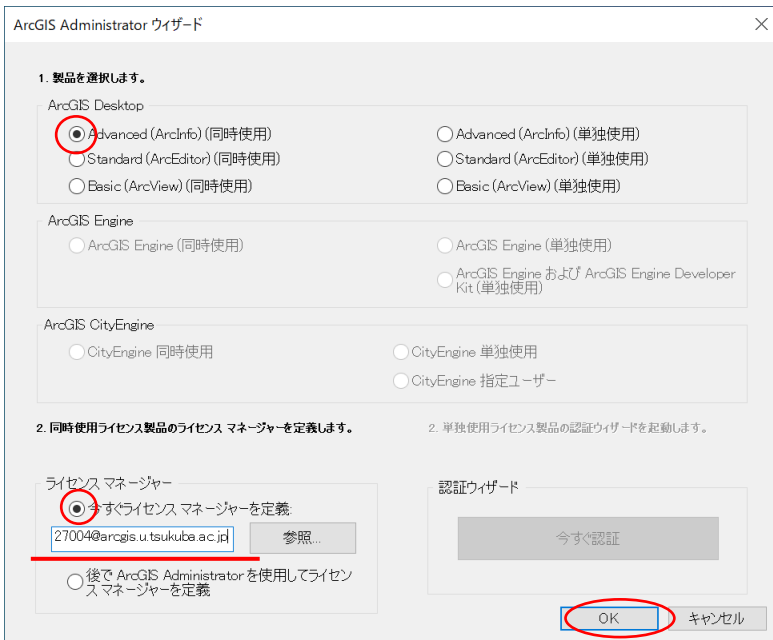 ArcGIS Administrator ウィザード
1. 製品を選択します。
ArcGIS Desktop
Advanced (ArcInfo) (同時使用)
Advanced (ArcInfo) (単独使用)
Standard (ArcEditor) (同時使用)
Standard (ArcEditor) (単独使用)
Basic (ArcView) (同時使用)
Basic (ArcView) (単独使用)
ArcGIS Engine
ArcGIS Engine (同時使用)
ArcGIS Engine (単独使用)
ArcGIS Engine および ArcGIS Engine Developer
Kit (単独使用)
ArcGIS CityEngine
CityEngine 同時使用
CityEngine 単独使用
CityEngine 指定ユーザー
2. 同時使用ライセンス製品のライセンス マネージャーを定義します。
2. 単独使用ライセンス製品の認証ウィザードを起動します。
ライセンス マネージャー
今すぐライセンス マネージャーを定義:
27004@arcgis.u.tsukuba.ac.jp
参照...
後で ArcGIS Administrator を使用してライセン
ス マネージャーを定義
認証ウィザード
今すぐ認証
OK
キャンセル